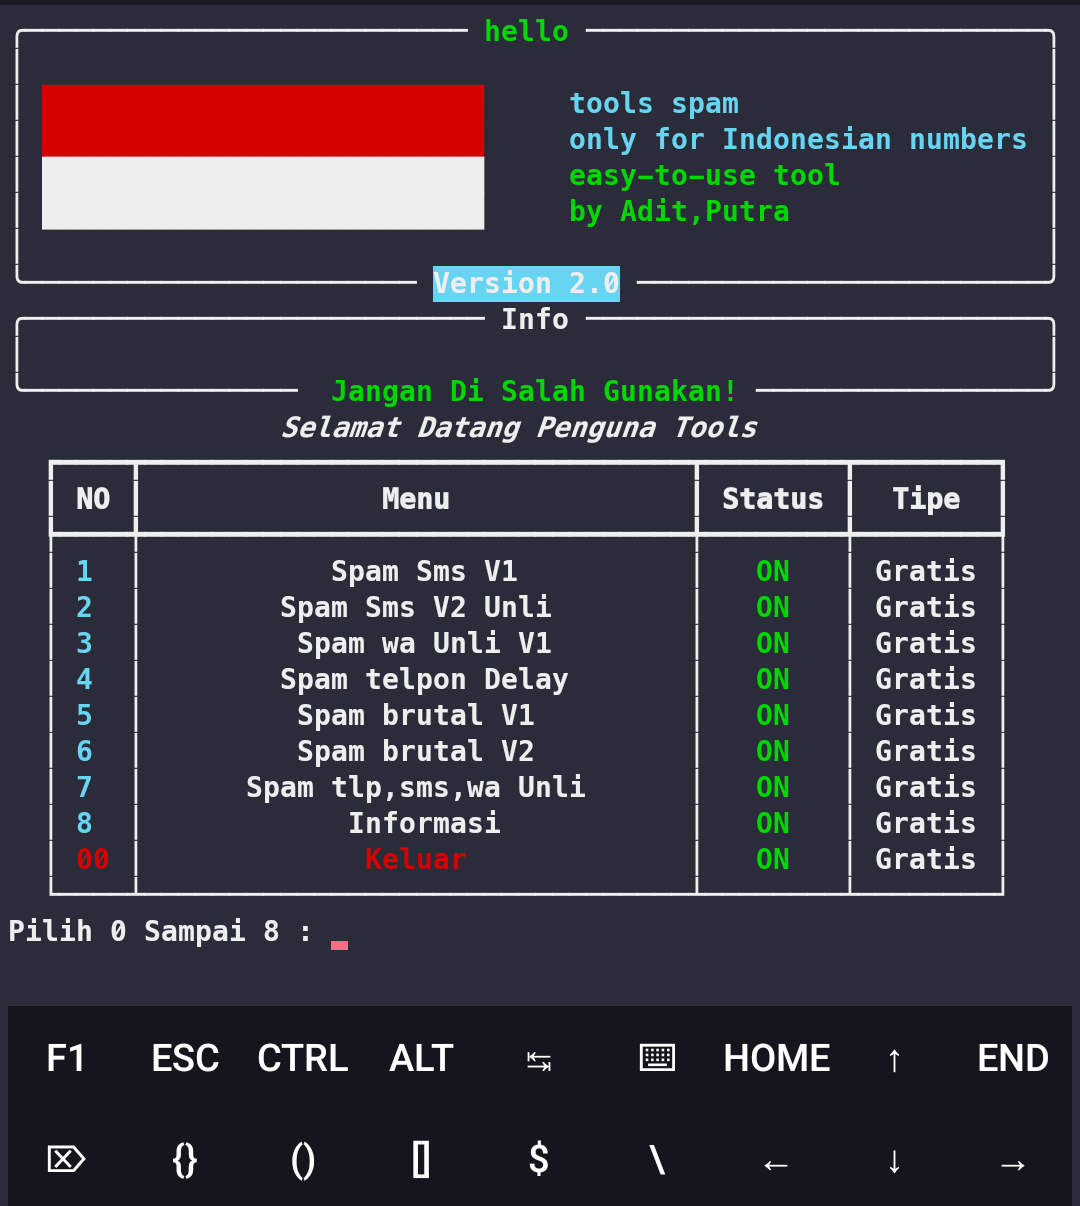 hello
tools spam
only for Indonesian numbers
easy-to-use tool
by Adit,Putra
Version 2.0
Info
Jangan Di Salah Gunakan!
Selamat Datang Penguna Tools
NO Menu Status Tipe
1 Spam Sms V1 ON Gratis
2 Spam Sms V2 Unli ON Gratis
3 Spam wa Unli V1 ON Gratis
4 Spam telpon Delay ON Gratis
5 Spam brutal V1 ON Gratis
6 Spam brutal V2 ON Gratis
7 Spam tlp,sms,wa Unli ON Gratis
8 Informasi ON Gratis
00 Keluar ON Gratis
Pilih 0 Sampai 8 :
F1 ESC CTRL ALT ↹ ⌨ HOME ↑ END
⌦ {} () [] $ \ ← ↓ →